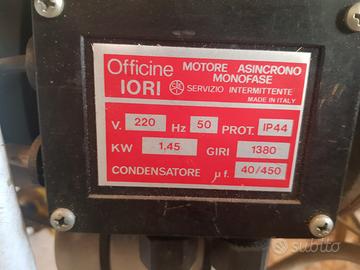 Officine MOTORE ASINCRONO
IORI MONOFASE
SERVIZIO INTERMITTENTE
MADE IN ITALY
V. 220 Hz 50 PROT. IP44
KW 1,45 GIRI 1380
CONDENSATORE µ f. 40/450
subito